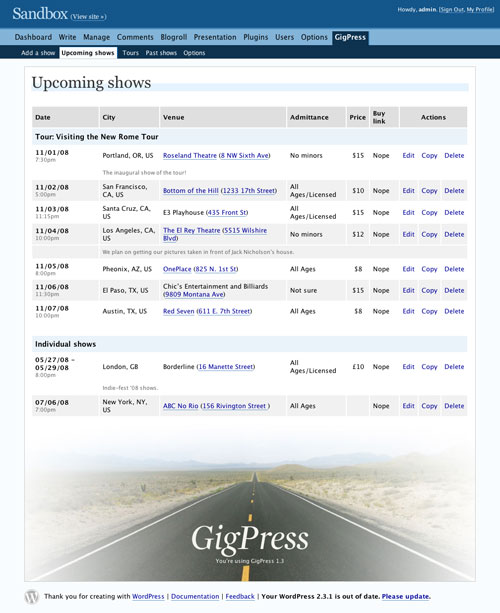 Sandbox (View site »)
Howdy, admin. [Sign Out, My Profile]
Dashboard Write Manage Comments Blogroll Presentation Plugins Users Options GigPress
Add a show Upcoming shows Tours Past shows Options
Upcoming shows
Date City Venue Admittance Price Buy link Actions
Tour: Visiting the New Rome Tour
11/01/08 7:30pm Portland, OR, US Roseland Theatre (8 NW Sixth Ave) No minors $15 Nope Edit Copy Delete
The inaugural show of the tour!
11/02/08 5:00pm San Francisco, CA, US Bottom of the Hill (1233 17th Street) All Ages/Licensed $10 Nope Edit Copy Delete
11/03/08 11:15pm Santa Cruz, CA, US E3 Playhouse (435 Front St) All Ages/Licensed $15 Nope Edit Copy Delete
11/04/08 10:00pm Los Angeles, CA, US The El Rey Theatre (5515 Wilshire Blvd) No minors $12 Nope Edit Copy Delete
We plan on getting our pictures taken in front of Jack Nicholson's house.
11/05/08 8:00pm Pheonix, AZ, US OnePlace (825 N. 1st St) All Ages $8 Nope Edit Copy Delete
11/06/08 11:30pm El Paso, TX, US Chic's Entertainment and Billiards (9809 Montana Ave) Not sure $15 Nope Edit Copy Delete
11/07/08 10:00pm Austin, TX, US Red Seven (611 E. 7th Street) All Ages $8 Nope Edit Copy Delete
Individual shows
05/27/08 - 05/29/08 8:00pm London, GB Borderline (16 Manette Street) All Ages/Licensed £10 Nope Edit Copy Delete
Indie-fest '08 shows.
07/06/08 7:00pm New York, NY, US ABC No Rio (156 Rivington Street ) All Ages Nope Edit Copy Delete
GigPress
You're using GigPress 1.3
Thank you for creating with WordPress | Documentation | Feedback | Your WordPress 2.3.1 is out of date. Please update.